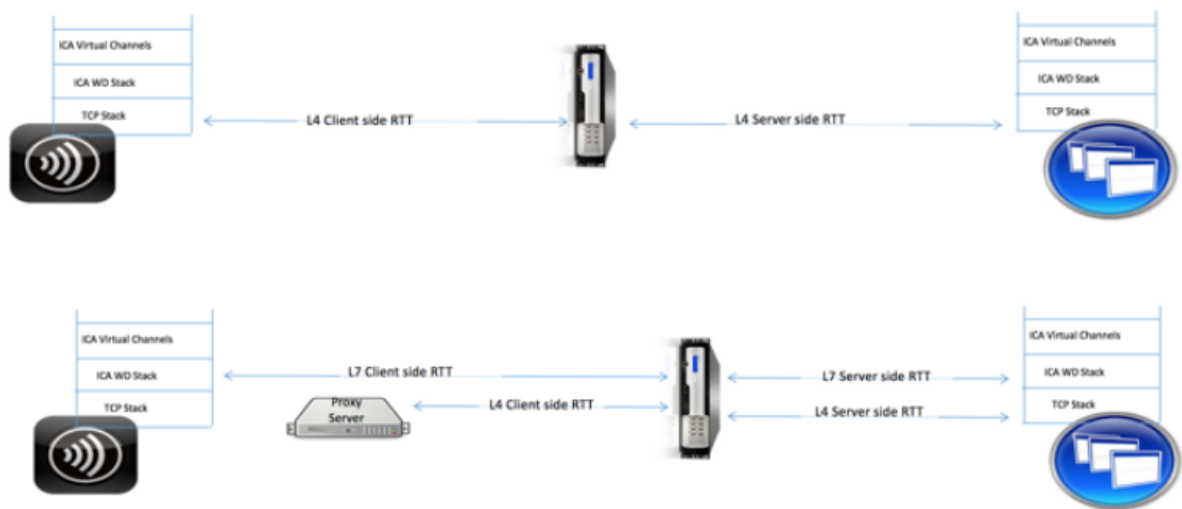 ICA Virtual Channels
ICA Virtual Channels
ICA WD Stack
ICA WD Stack
TCP Stack
L4 Client side RTT
L4 Server side RTT
TCP Stack
ICA Virtual Channels
ICA Virtual Channels
ICA WD Stack
L7 Client side RTT
L7 Server side RTT
ICA WD Stack
TCP Stack
Proxy
Server
L4 Client side RTT
L4 Server side RTT
TCP Stack